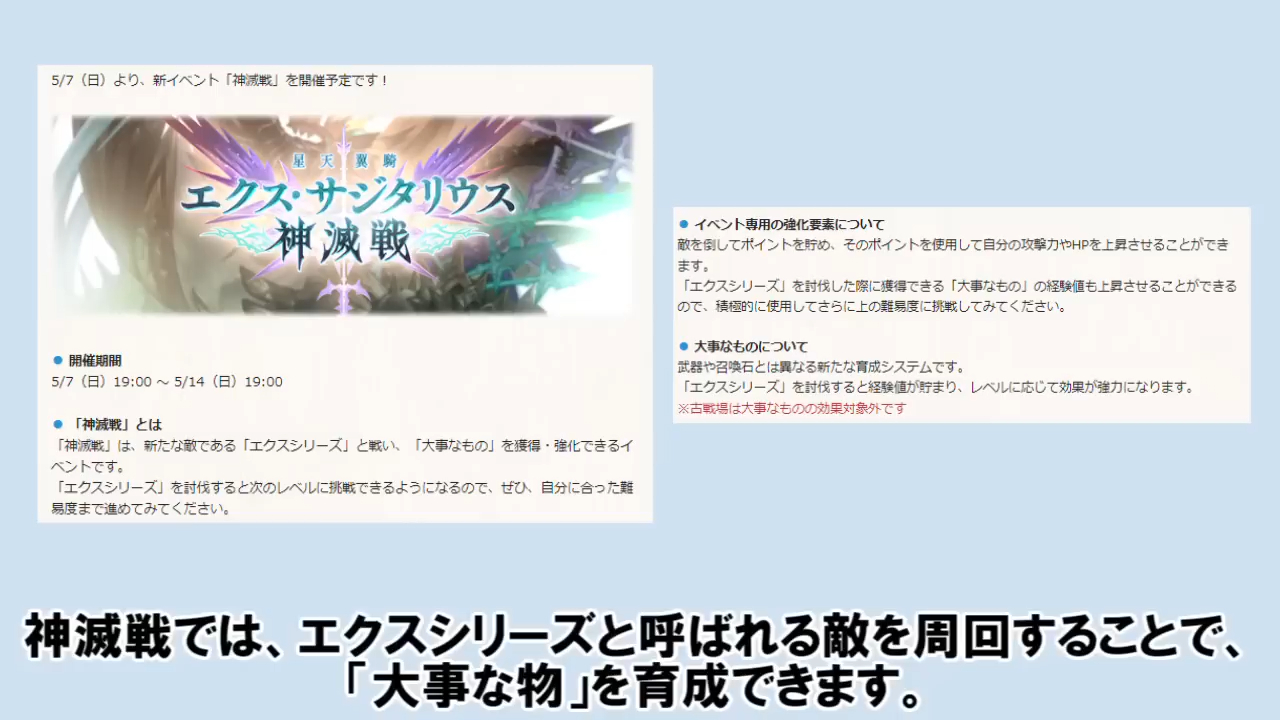 5/7（日）より、新イベント「神滅戦」を開催予定です！
星天翼騎
エクス・サジタリウス
神滅戦
● 開催期間
5/7（日）19:00 ～ 5/14（日）19:00
● 「神滅戦」とは
「神滅戦」は、新たな敵である「エクスシリーズ」と戦い、「大事なもの」を獲得・強化できるイ
ベントです。
「エクスシリーズ」を討伐すると次のレベルに挑戦できるようになるので、ぜひ、自分に合った難
易度まで進めてみてください。
● イベント専用の強化要素について
敵を倒してポイントを貯め、そのポイントを使用して自分の攻撃力やHPを上昇させることができ
ます。
「エクスシリーズ」を討伐した際に獲得できる「大事なもの」の経験値も上昇させることができる
ので、積極的に使用してさらに上の難易度に挑戦してみてください。
● 大事なものについて
武器や召喚石とは異なる新たな育成システムです。
「エクスシリーズ」を討伐すると経験値が貯まり、レベルに応じて効果が強力になります。
※古戦場は大事なものの効果対象外です
神滅戦では、エクスシリーズと呼ばれる敵を周回することで、
「大事な物」を育成できます。